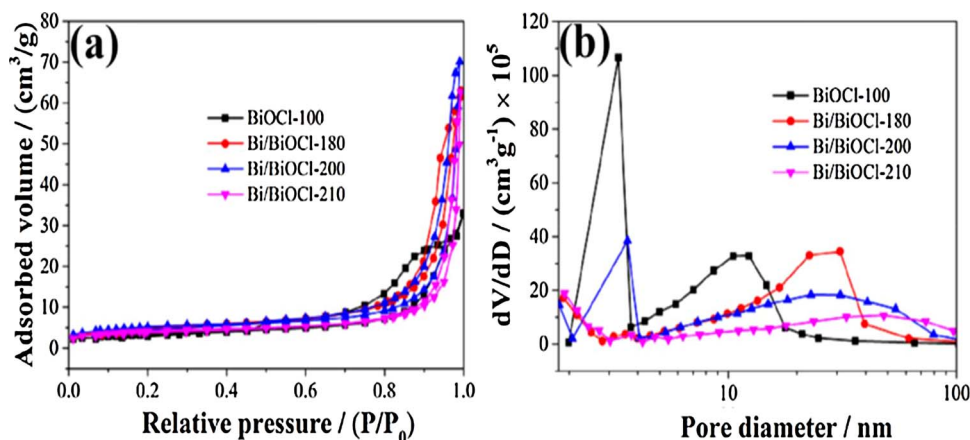 (a)
Adsorbed volume / (cm³/g)
80
70
60
50
40
30
20
10
0
BiOCl-100
Bi/BiOCl-180
Bi/BiOCl-200
Bi/BiOCl-210
0.0 0.2 0.4 0.6 0.8 1.0
Relative pressure / (P/P₀)
(b)
dV/dD / (cm³g⁻¹) × 10⁵
120
100
80
60
40
20
0
BiOCl-100
Bi/BiOCl-180
Bi/BiOCl-200
Bi/BiOCl-210
10 100
Pore diameter / nm